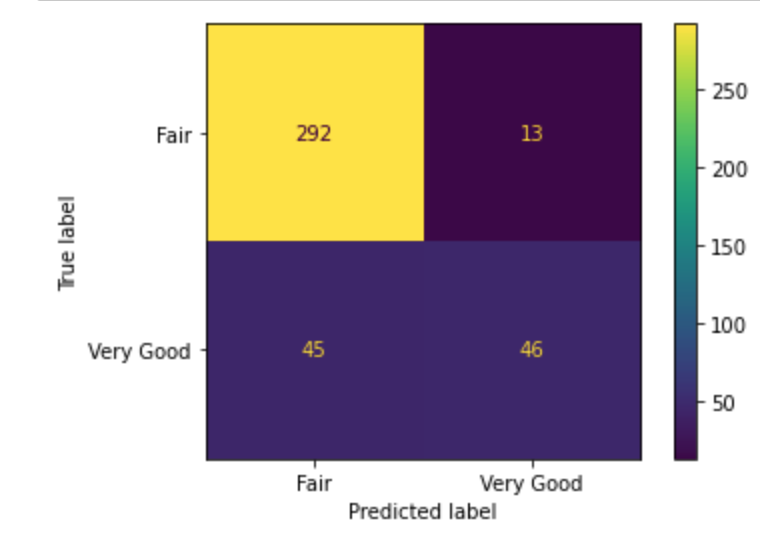 250
Fair 292 13
200
True label
150
100
Very Good 45 46
50
Fair Very Good
Predicted label